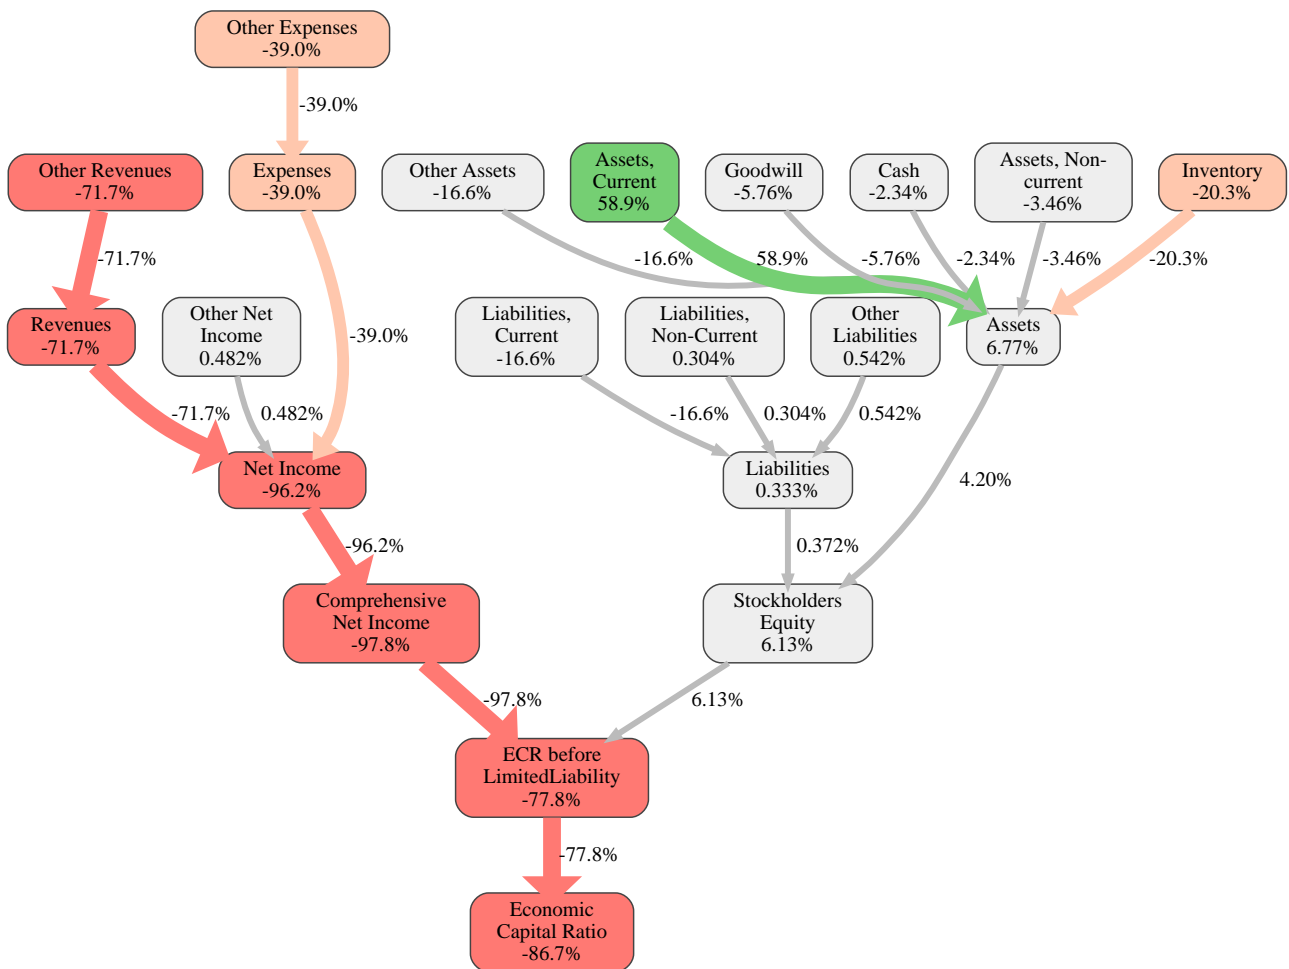 Other Expenses
-39.0%
-39.0%
Other Revenues
-71.7%
Expenses
-39.0%
Other Assets
-16.6%
Assets,
Current
58.9%
Goodwill
-5.76%
Cash
-2.34%
Assets, Non-
current
-3.46%
Inventory
-20.3%
-71.7%
-16.6%
58.9%
-5.76%
-2.34%
-3.46%
-20.3%
Revenues
-71.7%
Other Net
Income
0.482%
-39.0%
Liabilities,
Current
-16.6%
Liabilities,
Non-Current
0.304%
Other
Liabilities
0.542%
Assets
6.77%
-71.7%
0.482%
-16.6%
0.304%
0.542%
Net Income
-96.2%
Liabilities
0.333%
4.20%
-96.2%
0.372%
Comprehensive
Net Income
-97.8%
Stockholders
Equity
6.13%
-97.8%
6.13%
ECR before
LimitedLiability
-77.8%
-77.8%
Economic
Capital Ratio
-86.7%